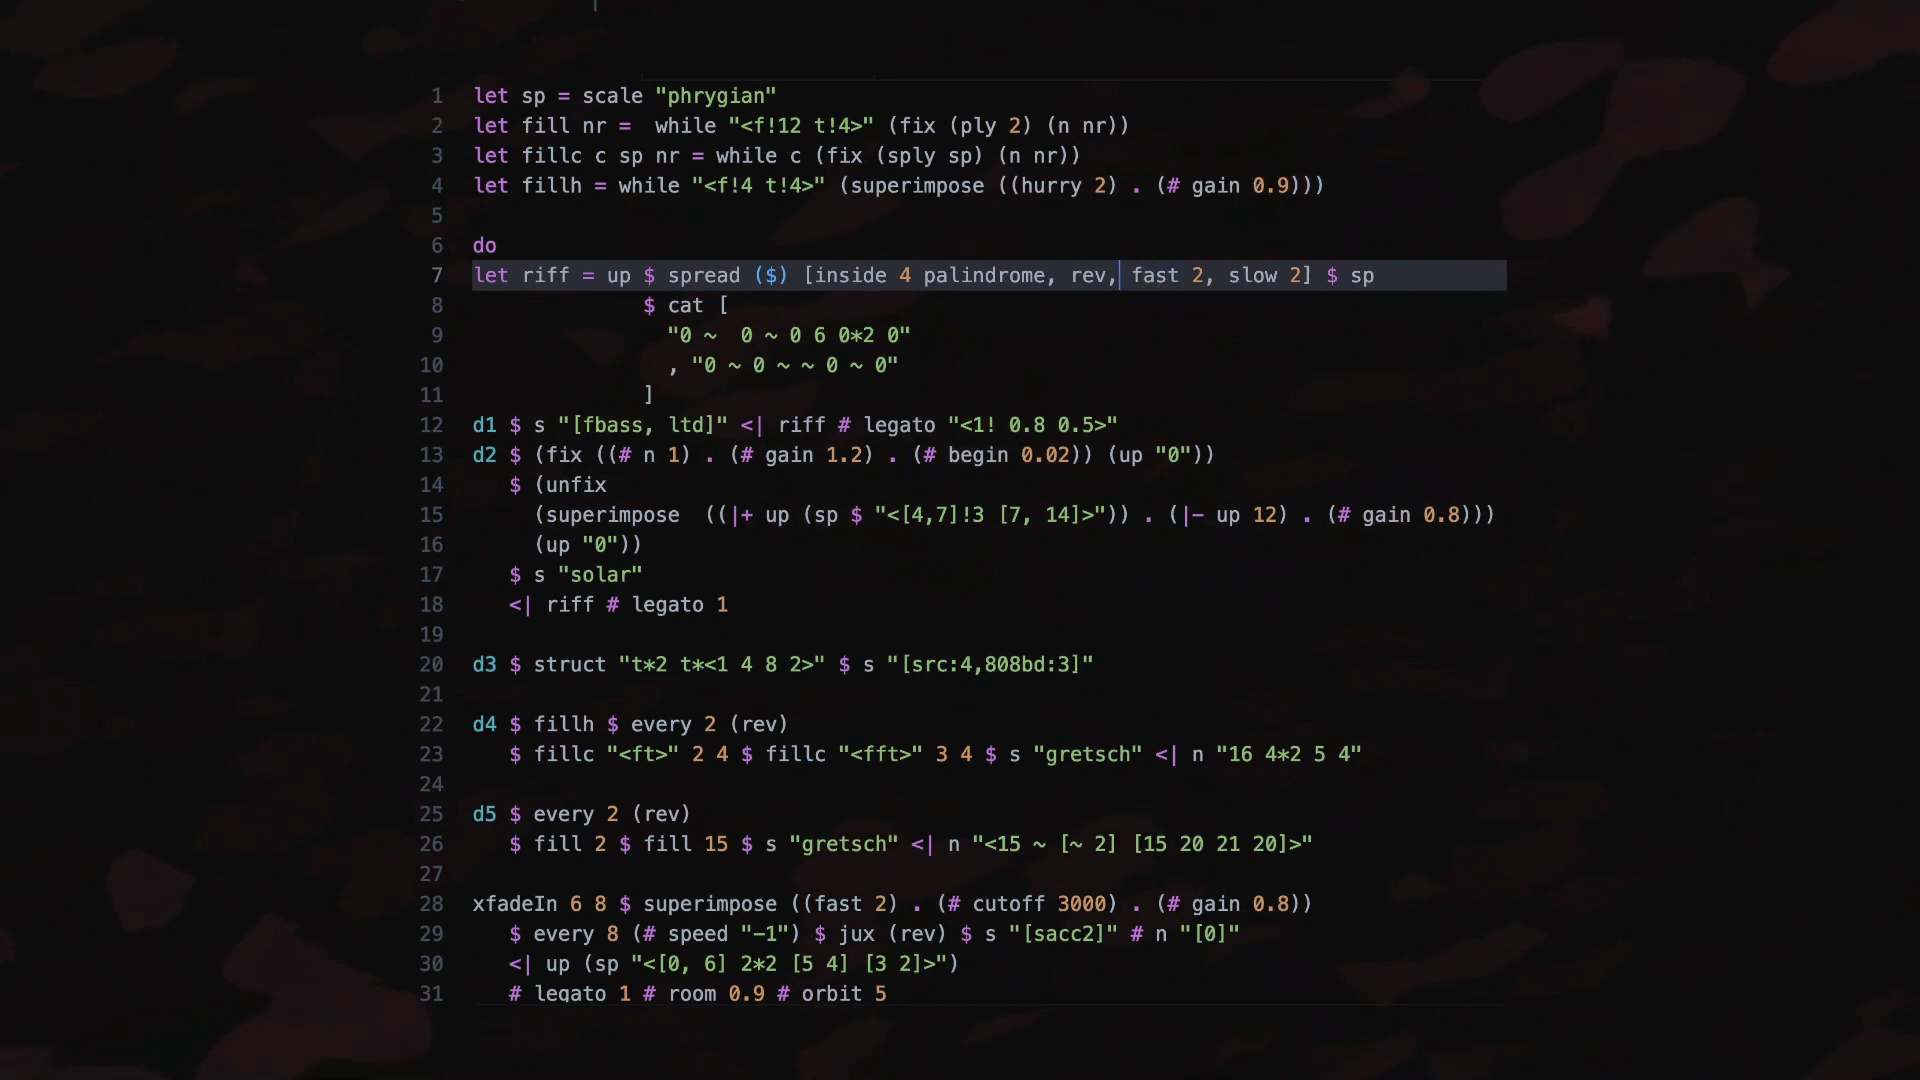 1 let sp = scale "phrygian"
2 let fill nr =  while "<f!12 t!4>" (fix (ply 2) (n nr))
3 let fillc c sp nr = while c (fix (sply sp) (n nr))
4 let fillh = while "<f!4 t!4>" (superimpose ((hurry 2) . (# gain 0.9)))
5
6 do
7 let riff = up $ spread ($) [inside 4 palindrome, rev, fast 2, slow 2] $ sp
8               $ cat [
9                 "0 ~  0 ~ 0 6 0*2 0"
10                 , "0 ~ 0 ~ ~ 0 ~ 0"
11               ]
12 d1 $ s "[fbass, ltd]" <| riff # legato "<1! 0.8 0.5>"
13 d2 $ (fix ((# n 1) . (# gain 1.2) . (# begin 0.02)) (up "0"))
14    $ (unfix
15      (superimpose  ((|+ up (sp $ "<[4,7]!3 [7, 14]>")) . (|- up 12) . (# gain 0.8)))
16      (up "0"))
17    $ s "solar"
18    <| riff # legato 1
19
20 d3 $ struct "t*2 t*<1 4 8 2>" $ s "[src:4,808bd:3]"
21
22 d4 $ fillh $ every 2 (rev)
23    $ fillc "<ft>" 2 4 $ fillc "<fft>" 3 4 $ s "gretsch" <| n "16 4*2 5 4"
24
25 d5 $ every 2 (rev)
26    $ fill 2 $ fill 15 $ s "gretsch" <| n "<15 ~ [~ 2] [15 20 21 20]>"
27
28 xfadeIn 6 8 $ superimpose ((fast 2) . (# cutoff 3000) . (# gain 0.8))
29    $ every 8 (# speed "-1") $ jux (rev) $ s "[sacc2]" # n "[0]"
30    <| up (sp "<[0, 6] 2*2 [5 4] [3 2]>")
31    # legato 1 # room 0.9 # orbit 5